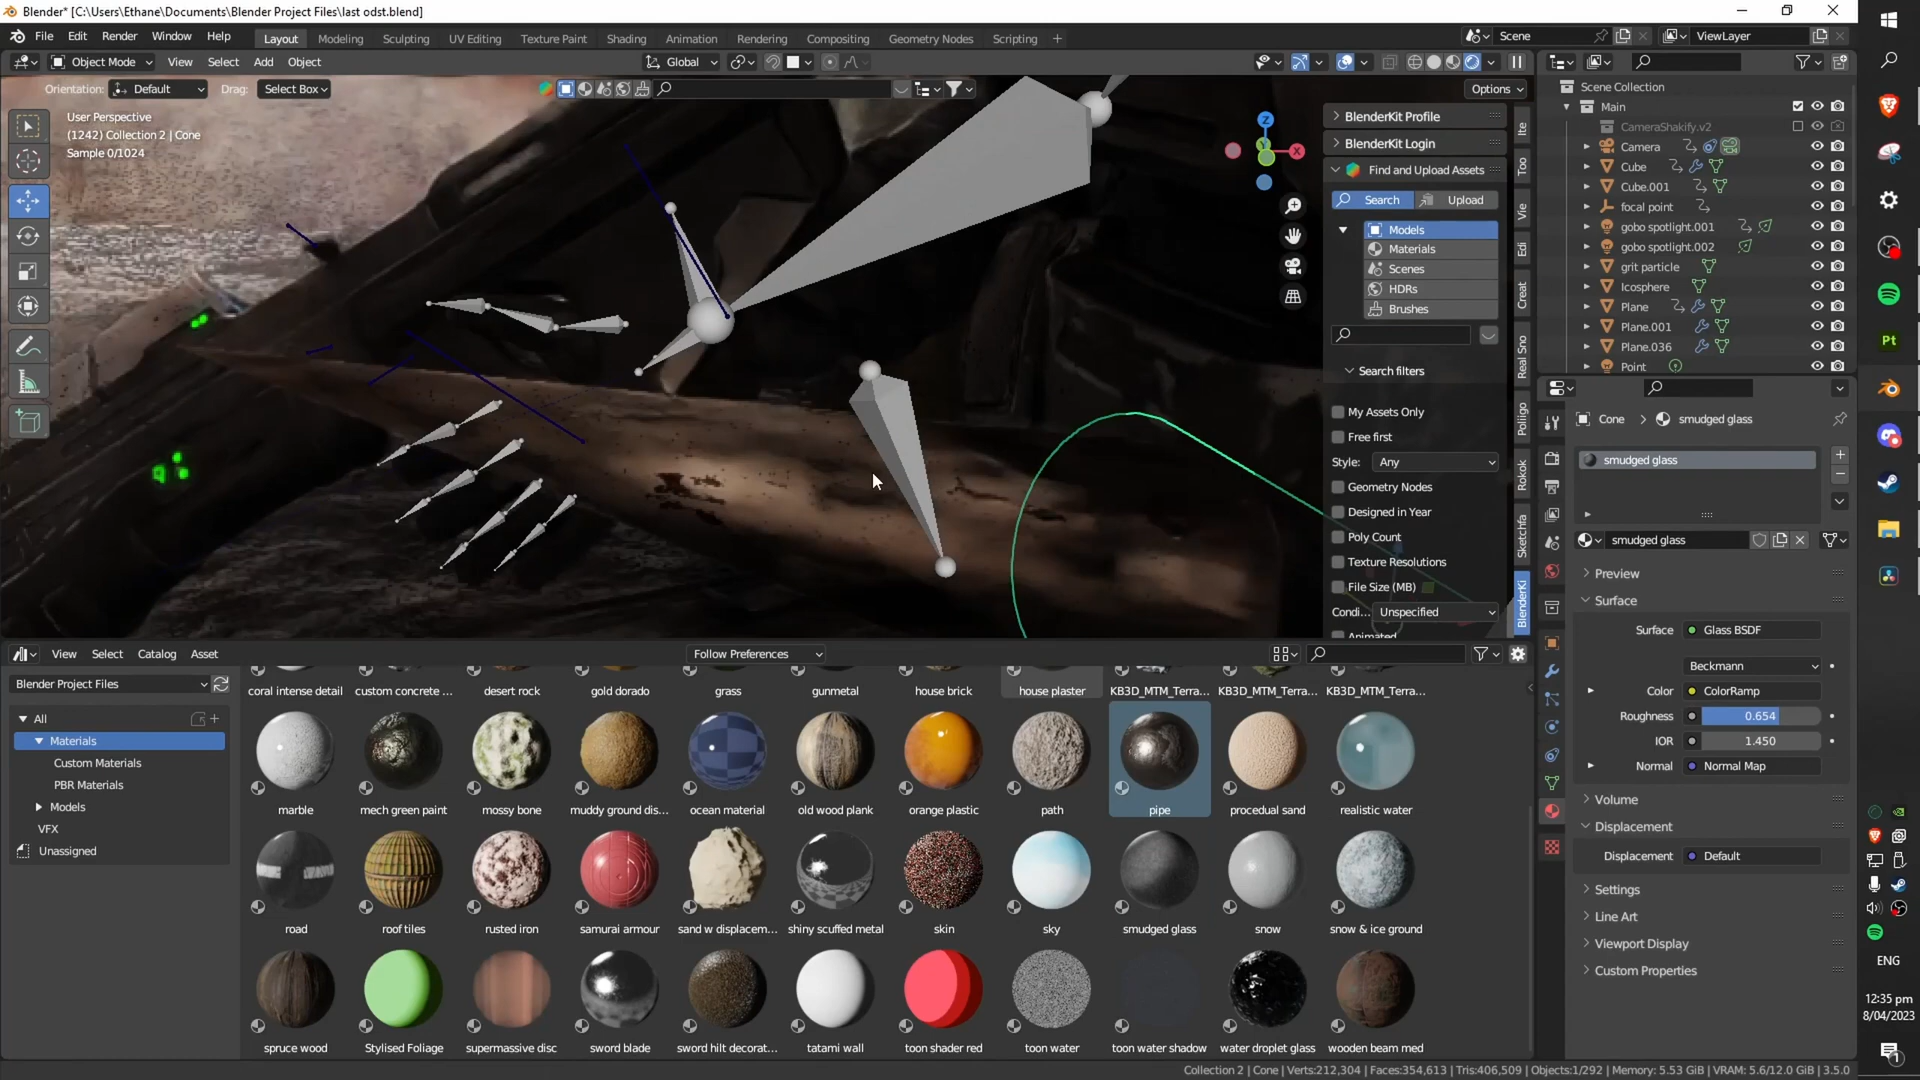 Blender* [C:\Users\Ethane\Documents\Blender Project Files\last odst.blend]
File Edit Render Window Help Layout Modeling Sculpting UV Editing Texture Paint Shading Animation Rendering Compositing Geometry Nodes Scripting + Scene ViewLayer
Object Mode View Select Add Object Global
Orientation: Default Drag: Select Box Options
User Perspective
(1242) Collection 2 | Cone
Sample 0/1024
Z
X
BlenderKit Profile
BlenderKit Login
Find and Upload Assets
Search Upload
Models
Materials
Scenes
HDRs
Brushes
Search filters
My Assets Only
Free first
Style: Any
Geometry Nodes
Designed in Year
Poly Count
Texture Resolutions
File Size (MB)
Condi... Unspecified
Animated
Ite
Too
Vie
Edi
Creat
Real Sno
Poliigo
Rokok
Sketchfa
BlenderKi
Scene Collection
Main
CameraShakify.v2
Camera
Cube
Cube.001
focal point
gobo spotlight.001
gobo spotlight.002
grit particle
Icosphere
Plane
Plane.001
Plane.036
Point
Cone > smudged glass
smudged glass
smudged glass
Preview
Surface
Surface Glass BSDF
Beckmann
Color ColorRamp
Roughness 0.654
IOR 1.450
Normal Normal Map
Volume
Displacement
Displacement Default
Settings
Line Art
Viewport Display
Custom Properties
View Select Catalog Asset Follow Preferences
Blender Project Files
All
Materials
Custom Materials
PBR Materials
Models
VFX
Unassigned
coral intense detail custom concrete ... desert rock gold dorado grass gunmetal house brick house plaster KB3D_MTM_Terra... KB3D_MTM_Terra... KB3D_MTM_Terra...
marble mech green paint mossy bone muddy ground dis... ocean material old wood plank orange plastic path pipe procedual sand realistic water
road roof tiles rusted iron samurai armour sand w displacem... shiny scuffed metal skin sky smudged glass snow snow & ice ground
spruce wood Stylised Foliage supermassive disc sword blade sword hilt decorat... tatami wall toon shader red toon water toon water shadow water droplet glass wooden beam med
Collection 2 | Cone | Verts:212,304 | Faces:354,613 | Tris:406,509 | Objects:1/292 | Memory: 5.53 GiB | VRAM: 5.6/12.0 GiB | 3.5.0
Pt
ENG
12:35 pm
8/04/2023
1